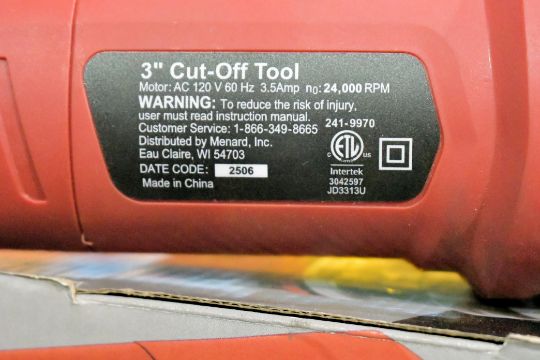 3" Cut-Off Tool
Motor: AC 120 V 60 Hz 3.5Amp n0: 24,000 RPM
WARNING: To reduce the risk of injury,
user must read instruction manual.
Customer Service: 1-866-349-8665
Distributed by Menard, Inc.
Eau Claire, WI 54703
DATE CODE: 2506
Made in China
241-9970
c ETL us
Intertek
3042597
JD3313U